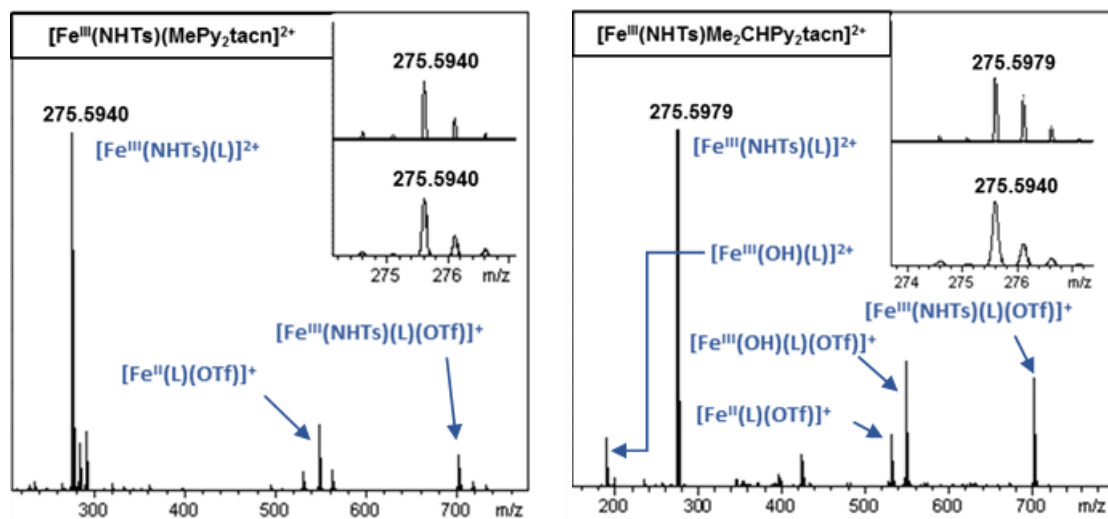 [Feᴵᴵᴵ(NHTs)(MePy₂tacn]²⁺
275.5940
275.5940
[Feᴵᴵᴵ(NHTs)(L)]²⁺
275.5940
275 276 m/z
[Feᴵᴵᴵ(NHTs)(L)(OTf)]⁺
[Feᴵᴵ(L)(OTf)]⁺
300 400 500 600 700 m/z
[Feᴵᴵᴵ(NHTs)Me₂CHPy₂tacn]²⁺
275.5979
275.5979
[Feᴵᴵᴵ(NHTs)(L)]²⁺
275.5940
[Feᴵᴵᴵ(OH)(L)]²⁺
274 275 276 m/z
[Feᴵᴵᴵ(NHTs)(L)(OTf)]⁺
[Feᴵᴵᴵ(OH)(L)(OTf)]⁺
[Feᴵᴵ(L)(OTf)]⁺
200 300 400 500 600 700 m/z